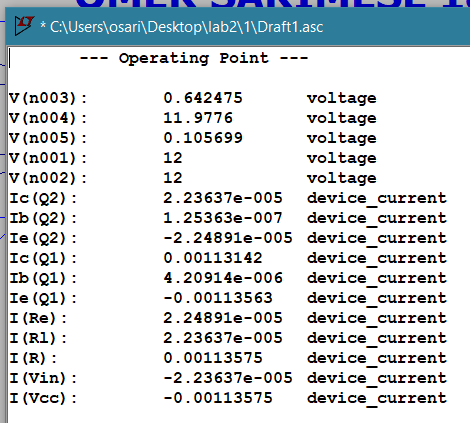 OMER SARIMESE 18
* C:\Users\osari\Desktop\lab2\1\Draft1.asc
--- Operating Point ---
V(n003): 0.642475 voltage
V(n004): 11.9776 voltage
V(n005): 0.105699 voltage
V(n001): 12 voltage
V(n002): 12 voltage
Ic(Q2): 2.23637e-005 device_current
Ib(Q2): 1.25363e-007 device_current
Ie(Q2): -2.24891e-005 device_current
Ic(Q1): 0.00113142 device_current
Ib(Q1): 4.20914e-006 device_current
Ie(Q1): -0.00113563 device_current
I(Re): 2.24891e-005 device_current
I(Rl): 2.23637e-005 device_current
I(R): 0.00113575 device_current
I(Vin): -2.23637e-005 device_current
I(Vcc): -0.00113575 device_current